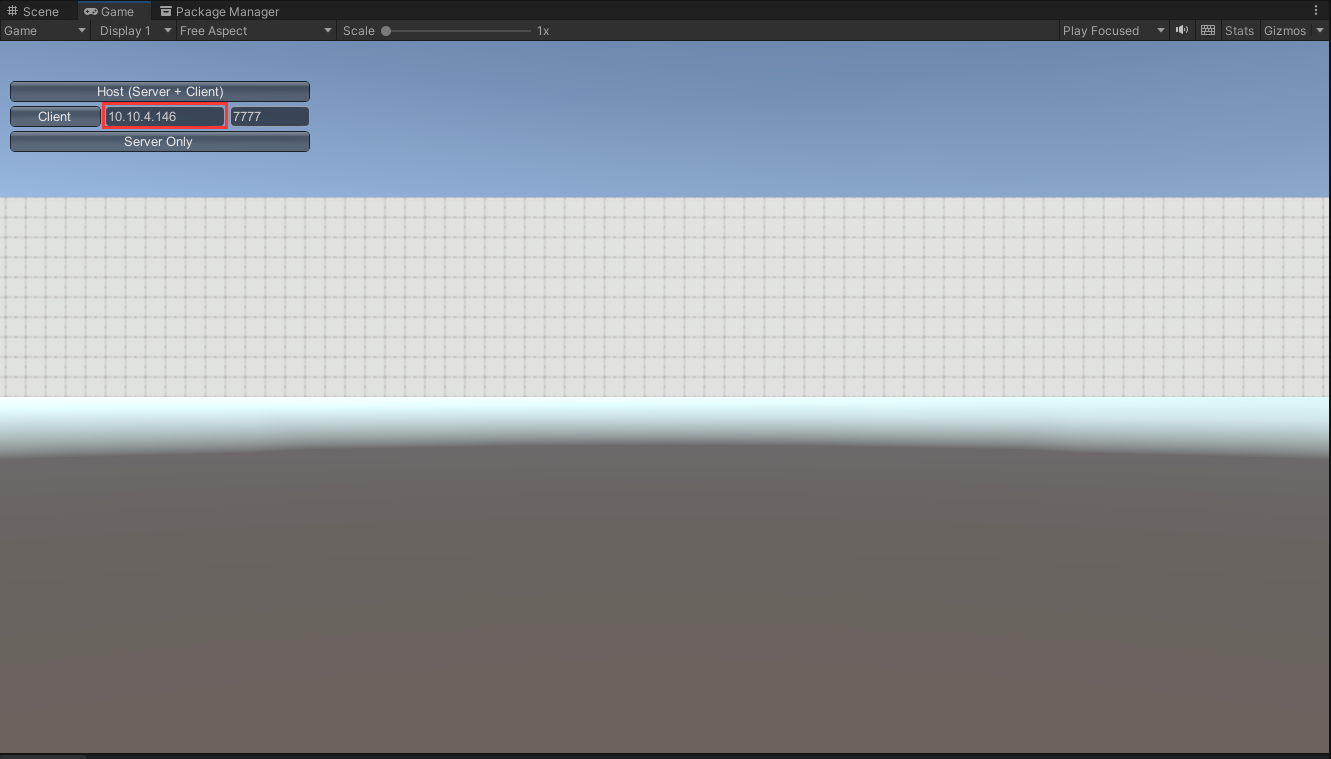 Scene Game Package Manager
Game Display 1 Free Aspect Scale 1x Play Focused Stats Gizmos
Host (Server + Client)
Client 10.10.4.146 7777
Server Only